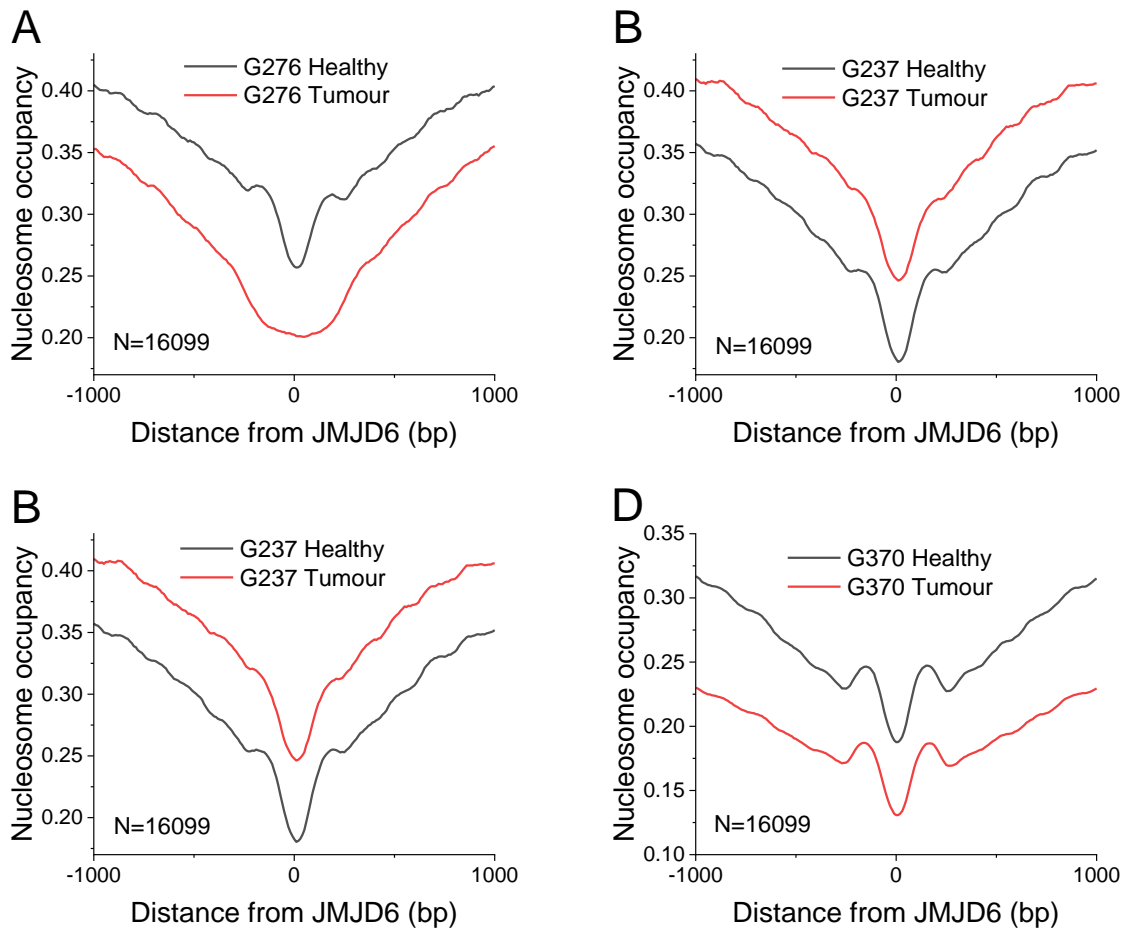 A
G276 Healthy
G276 Tumour
Nucleosome occupancy
0.40
0.35
0.30
0.25
0.20
N=16099
-1000
0
1000
Distance from JMJD6 (bp)
B
G237 Healthy
G237 Tumour
Nucleosome occupancy
0.40
0.35
0.30
0.25
0.20
N=16099
-1000
0
1000
Distance from JMJD6 (bp)
B
G237 Healthy
G237 Tumour
Nucleosome occupancy
0.40
0.35
0.30
0.25
0.20
N=16099
-1000
0
1000
Distance from JMJD6 (bp)
D
G370 Healthy
G370 Tumour
Nucleosome occupancy
0.35
0.30
0.25
0.20
0.15
0.10
N=16099
-1000
0
1000
Distance from JMJD6 (bp)